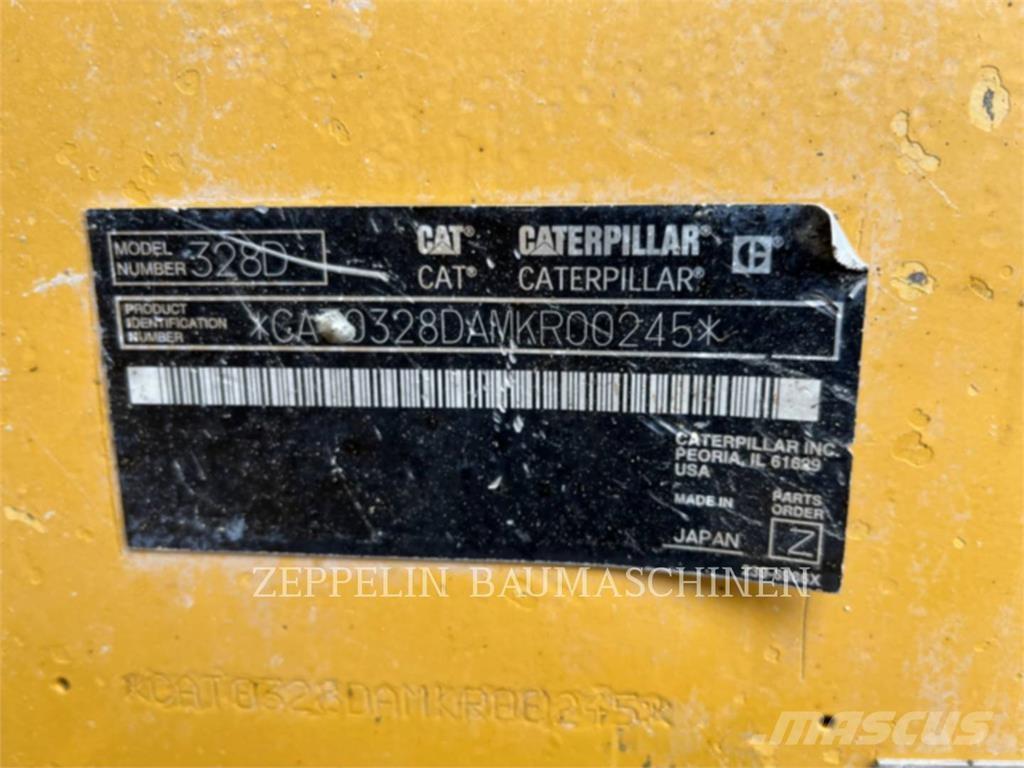 MODEL NUMBER 328D
CAT® CATERPILLAR®
CAT® CATERPILLAR®
PRODUCT
IDENTIFICATION
NUMBER
*CAT0328DAMKR00245*
CATERPILLAR INC.
PEORIA, IL 61629
USA
MADE IN
JAPAN
PARTS
ORDER
Z
ZEPPELIN BAUMASCHINEN
*CAT0328DAMKR00245*
MASCUS